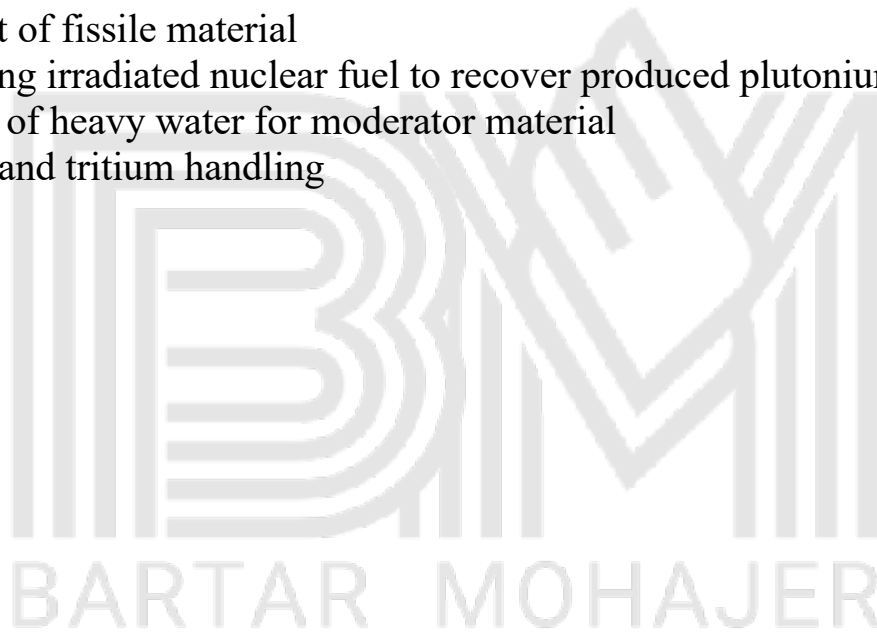 t of fissile material
ng irradiated nuclear fuel to recover produced plutoniu
of heavy water for moderator material
and tritium handling
BARTAR MOHAJER